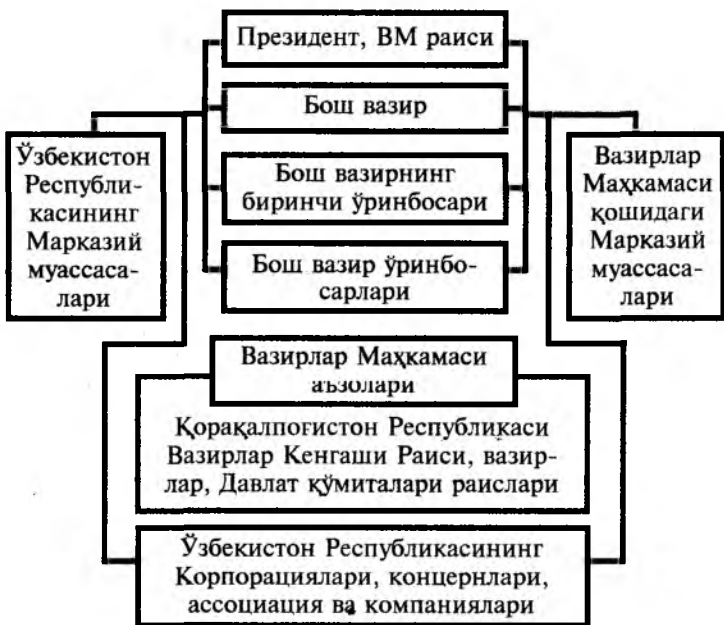 Президент, ВМ раиси
Бош вазир
Бош вазирнинг
биринчи ўринбосари
Бош вазир ўринбо-
сарлари
Ўзбекистон
Республи-
касининг
Марказий
муассаса-
лари
Вазирлар
Маҳкамаси
қошидаги
Марказий
муассаса-
лари
Вазирлар Маҳкамаси
аъзолари
Қорақалпоғистон Республикаси
Вазирлар Кенгаши Раиси, вазир-
лар, Давлат қўмиталари раислари
Ўзбекистон Республикасининг
Корпорациялари, концернлари,
ассоциация ва компаниялари